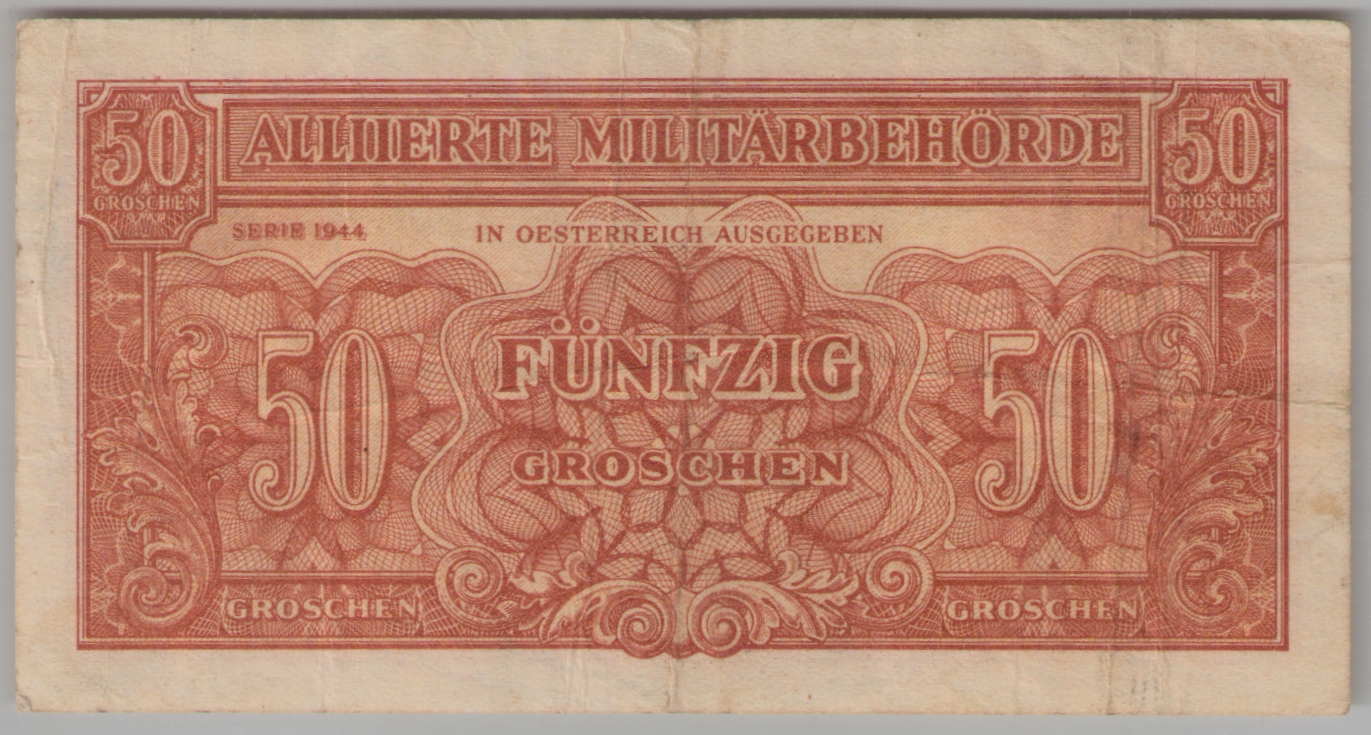 50 ALLIIERTE MILITÄRBEHÖRDE 50
GROSCHEN GROSCHEN
SERIE 1944 IN OESTERREICH AUSGEGEBEN
50 FÜNFZIG 50
GROSCHEN
GROSCHEN GROSCHEN